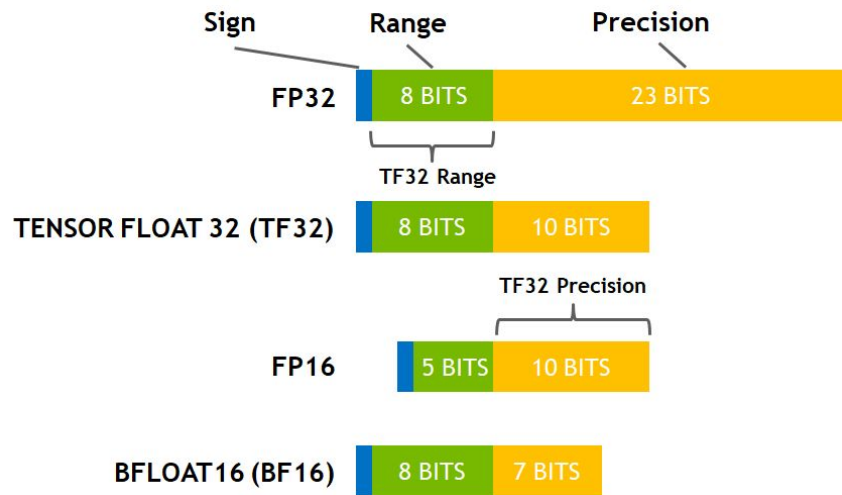 Sign Range Precision
FP32 8 BITS 23 BITS
TF32 Range
TENSOR FLOAT 32 (TF32) 8 BITS 10 BITS
TF32 Precision
FP16 5 BITS 10 BITS
BFLOAT16 (BF16) 8 BITS 7 BITS